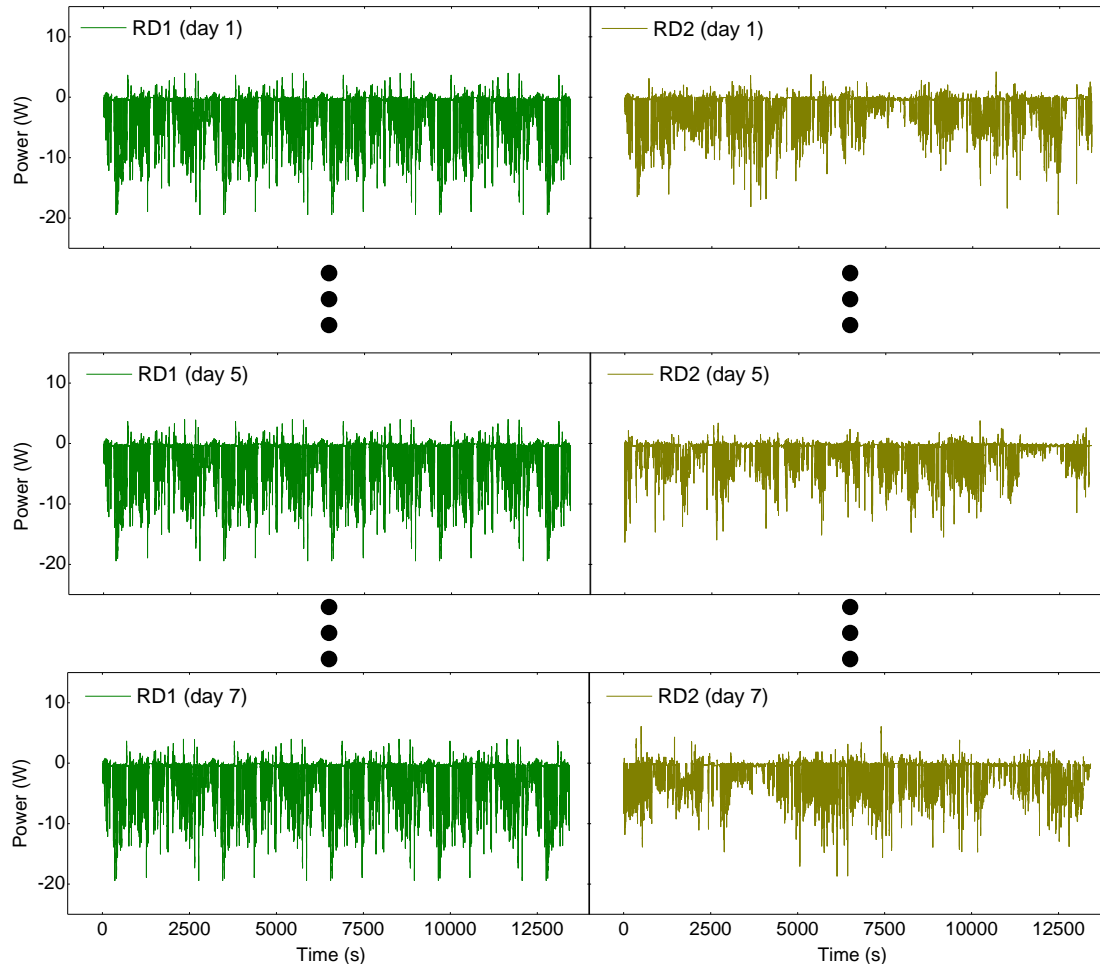 RD1 (day 1)
RD2 (day 1)
10
0
-10
-20
Power (W)
RD1 (day 5)
RD2 (day 5)
10
0
-10
-20
Power (W)
RD1 (day 7)
RD2 (day 7)
10
0
-10
-20
Power (W)
0 2500 5000 7500 10000 12500 0 2500 5000 7500 10000 12500
Time (s) Time (s)